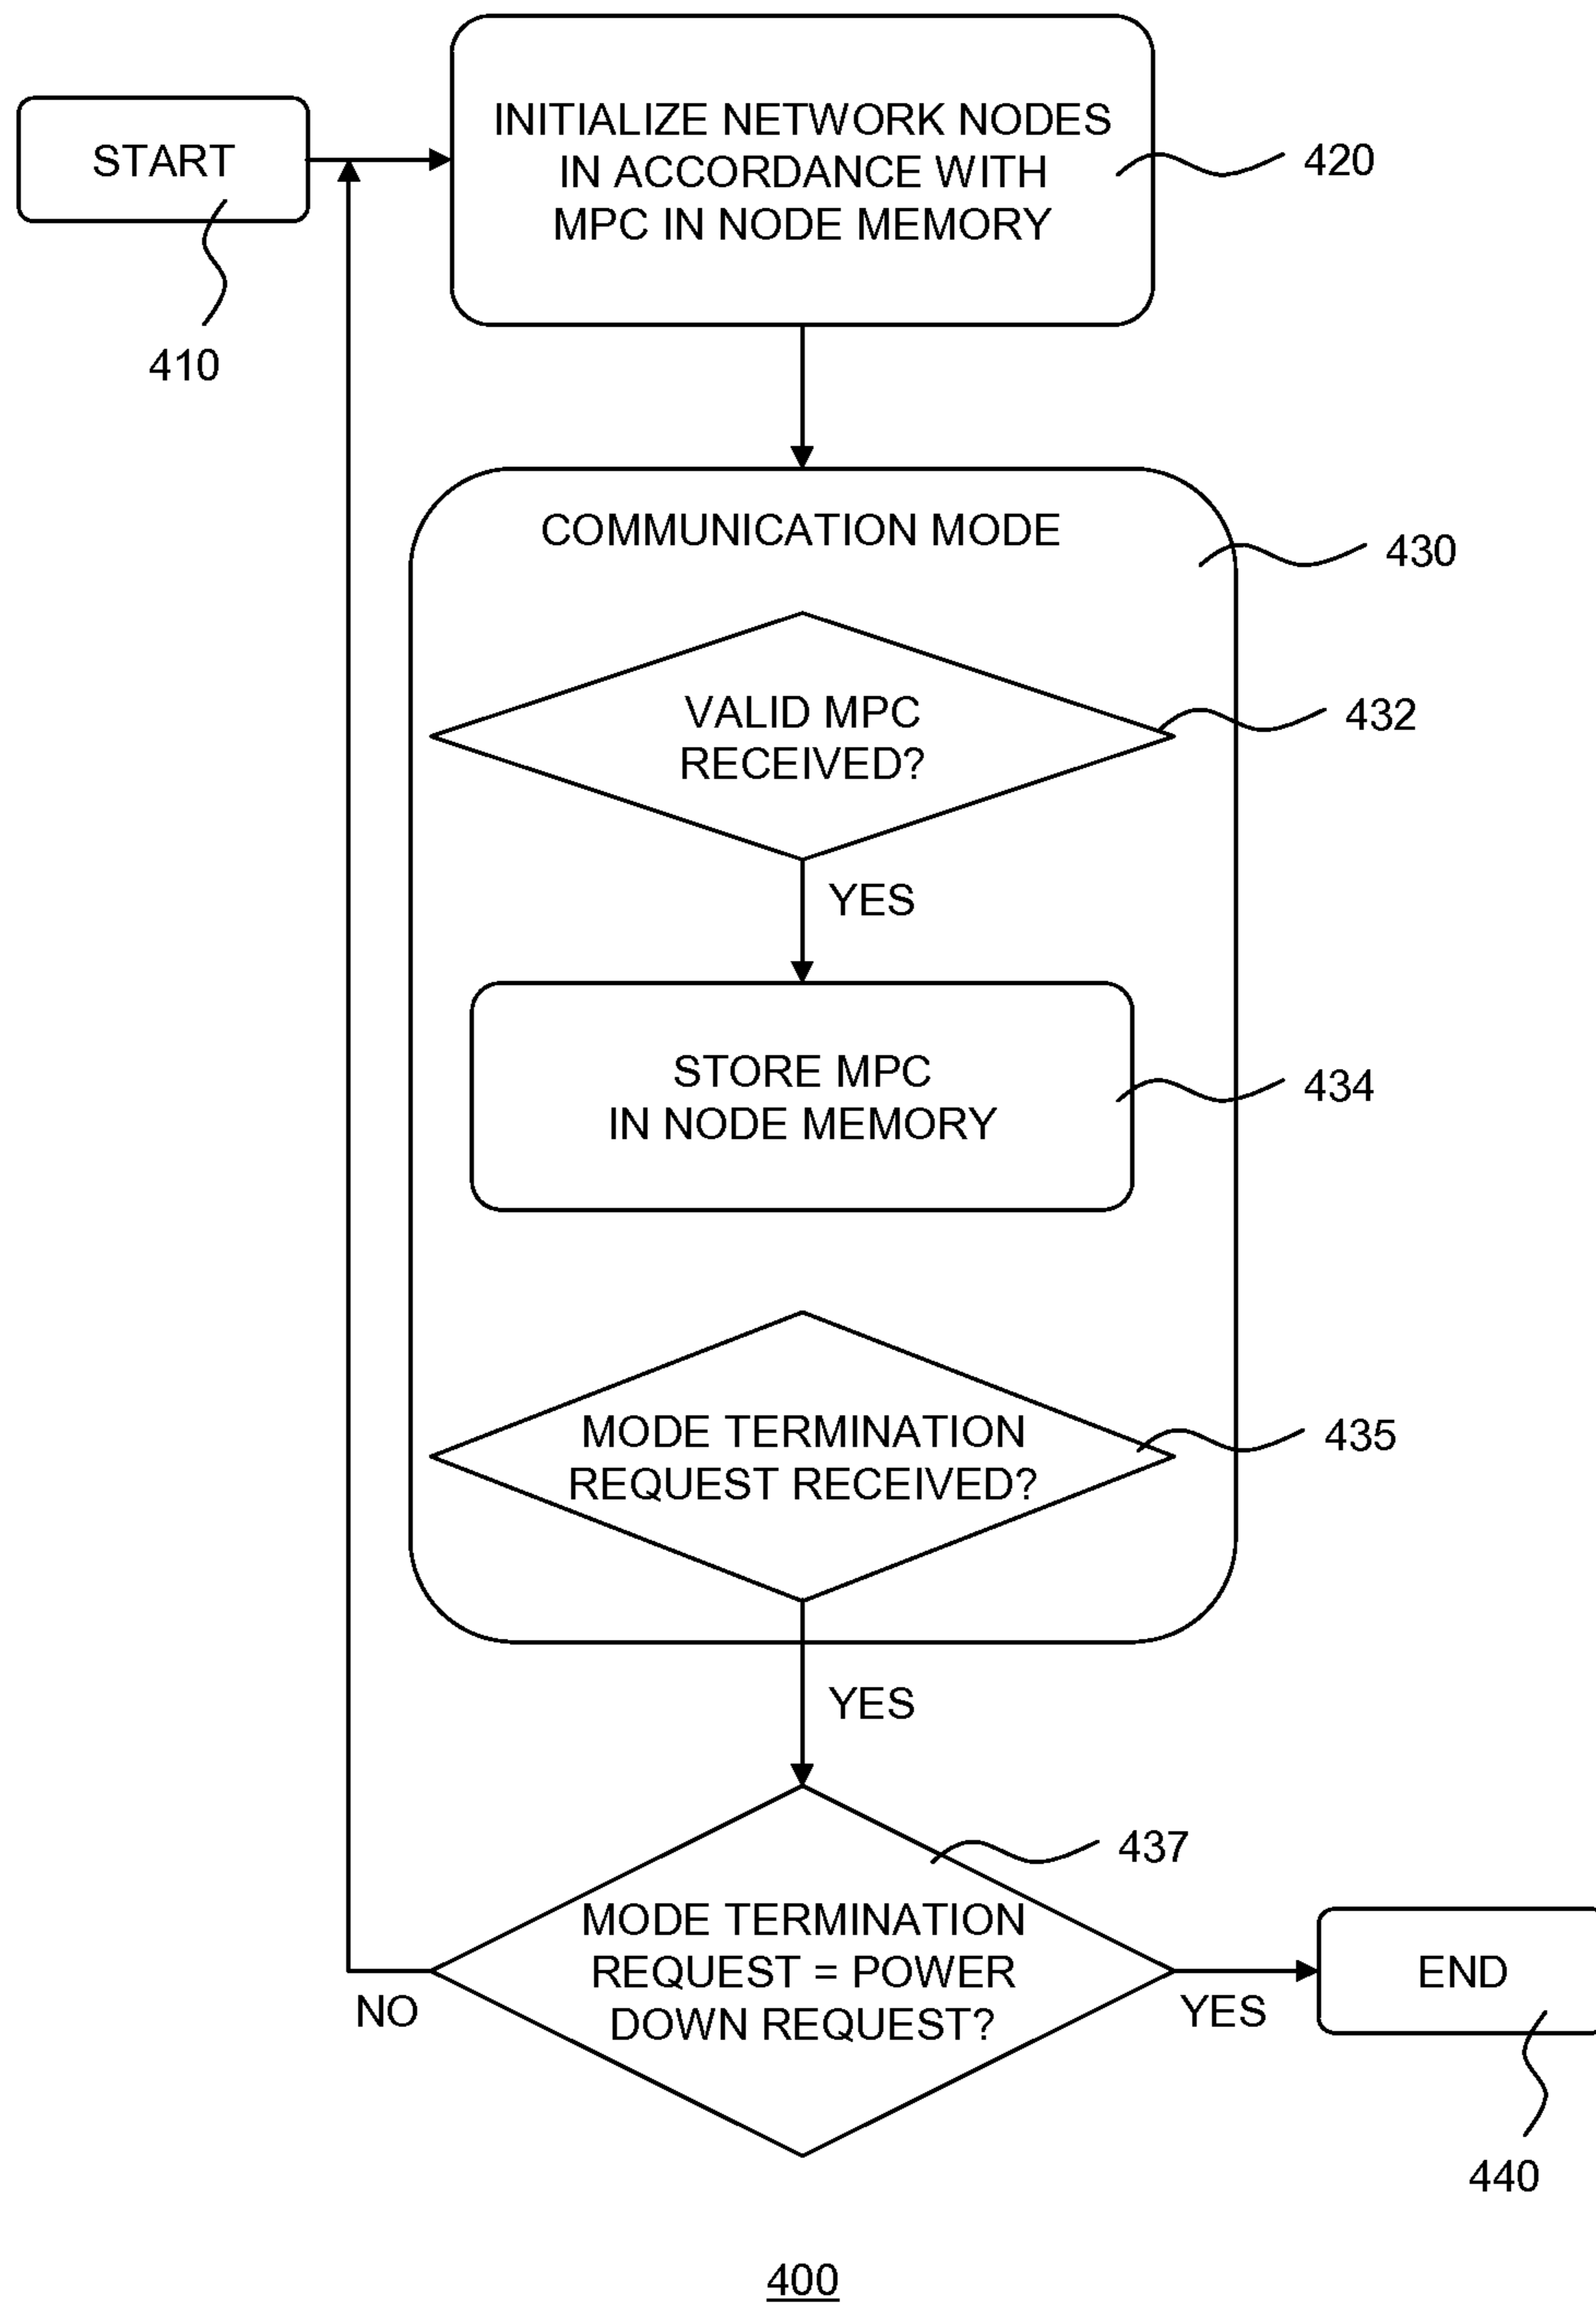 START
410
INITIALIZE NETWORK NODES
IN ACCORDANCE WITH
MPC IN NODE MEMORY
420
COMMUNICATION MODE
430
VALID MPC
RECEIVED?
432
YES
STORE MPC
IN NODE MEMORY
434
MODE TERMINATION
REQUEST RECEIVED?
435
YES
437
MODE TERMINATION
REQUEST = POWER
DOWN REQUEST?
NO
YES
END
440
400